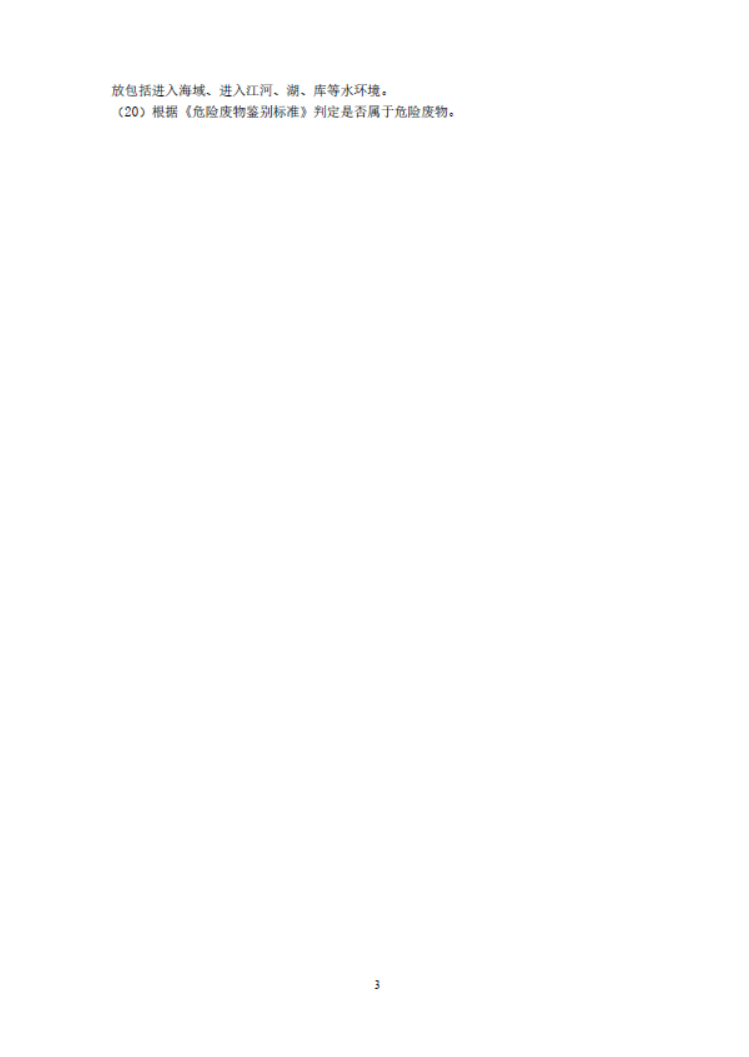 放包括进入海域、进入江河、湖、库等水环境。
（20）根据《危险废物鉴别标准》判定是否属于危险废物。
3